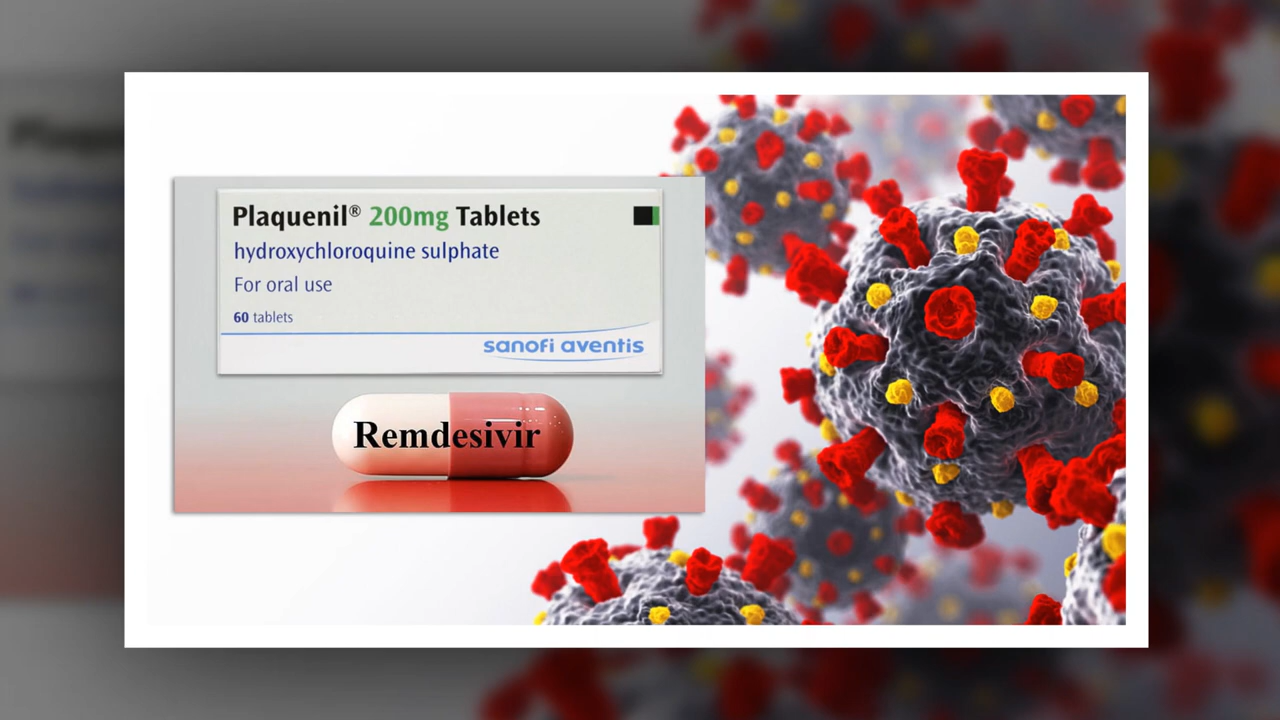 Plaquenil® 200mg Tablets
hydroxychloroquine sulphate
For oral use
60 tablets
sanofi aventis
Remdesivir